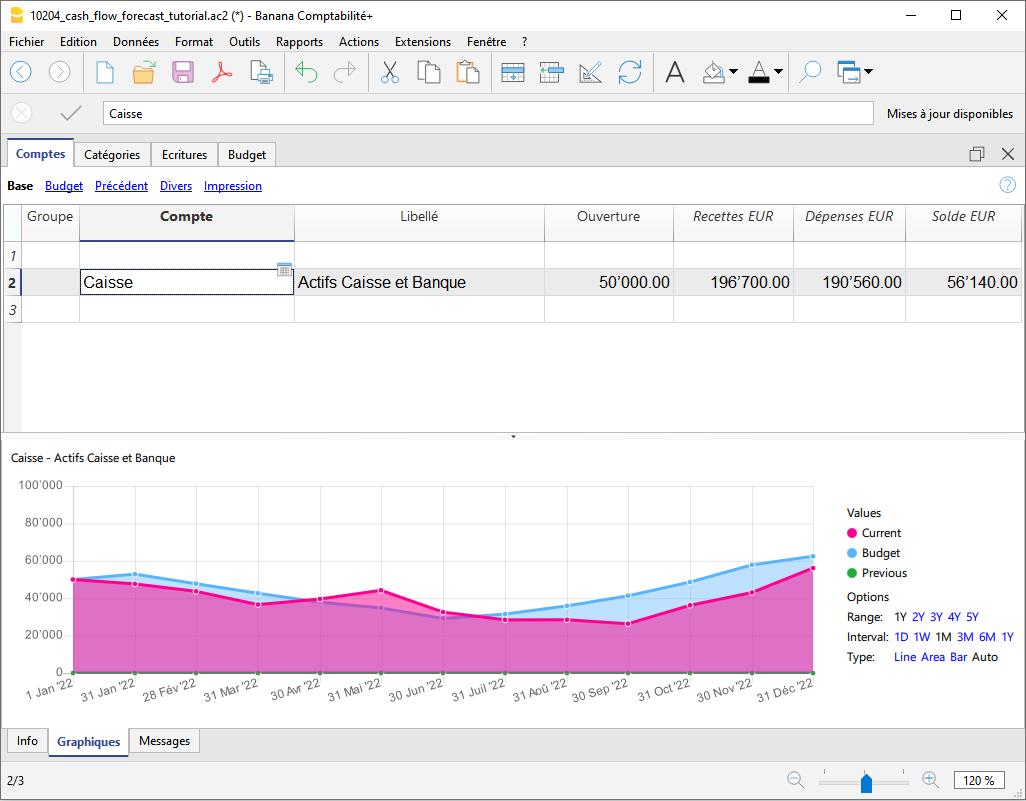 10204_cash_flow_forecast_tutorial.ac2 (*) - Banana Comptabilité+
Fichier Edition Données Format Outils Rapports Actions Extensions Fenêtre ?
Caisse
Mises à jour disponibles
Comptes Catégories Ecritures Budget
Base Budget Précédent Divers Impression
Groupe Compte Libellé Ouverture Recettes EUR Dépenses EUR Solde EUR
1
2 Caisse Actifs Caisse et Banque 50’000.00 196’700.00 190’560.00 56’140.00
3
Caisse - Actifs Caisse et Banque
100'000
80'000
60'000
40'000
20'000
0
1 Jan '22 31 Jan '22 28 Fév '22 31 Mar '22 30 Avr '22 31 Mai '22 30 Jun '22 31 Juil '22 31 Aoû '22 30 Sep '22 31 Oct '22 30 Nov '22 31 Déc '22
Values
Current
Budget
Previous
Options
Range: 1Y 2Y 3Y 4Y 5Y
Interval: 1D 1W 1M 3M 6M 1Y
Type: Line Area Bar Auto
Info Graphiques Messages
2/3
120 %